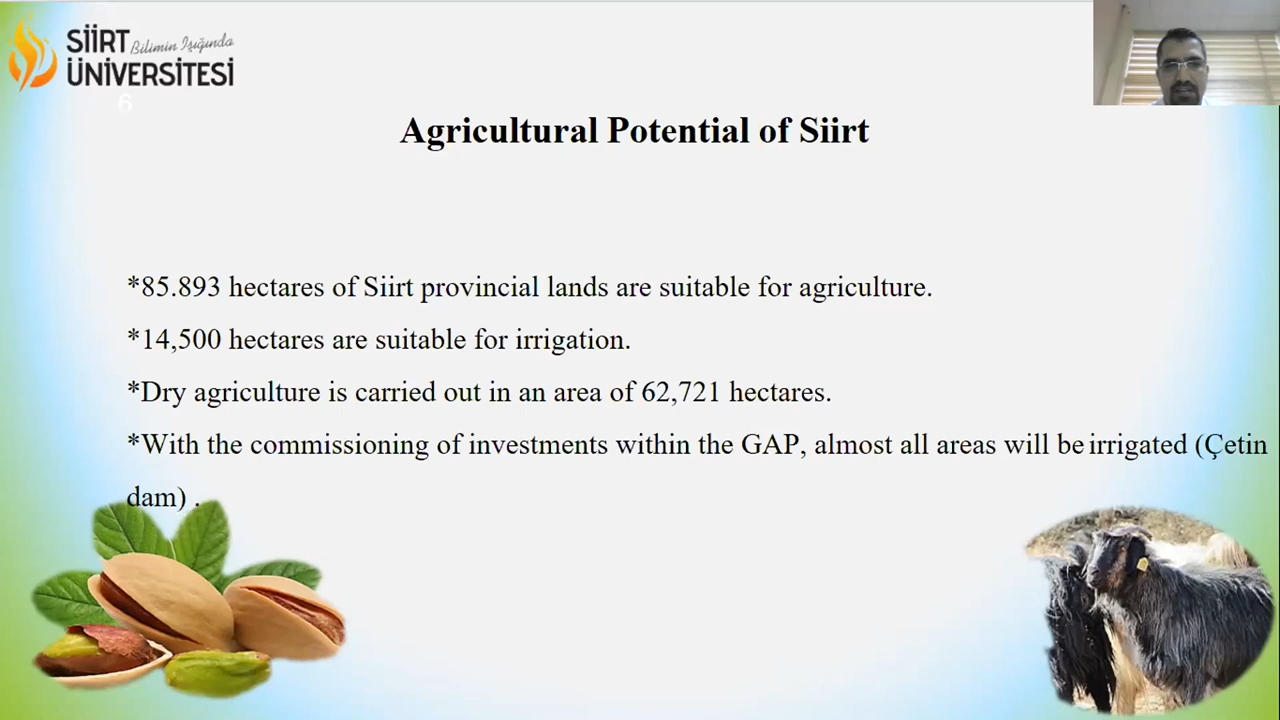 SİİRT Bilimin Işığında
ÜNİVERSİTESİ
6
Agricultural Potential of Siirt
*85.893 hectares of Siirt provincial lands are suitable for agriculture.
*14,500 hectares are suitable for irrigation.
*Dry agriculture is carried out in an area of 62,721 hectares.
*With the commissioning of investments within the GAP, almost all areas will be irrigated (Çetin
dam) .